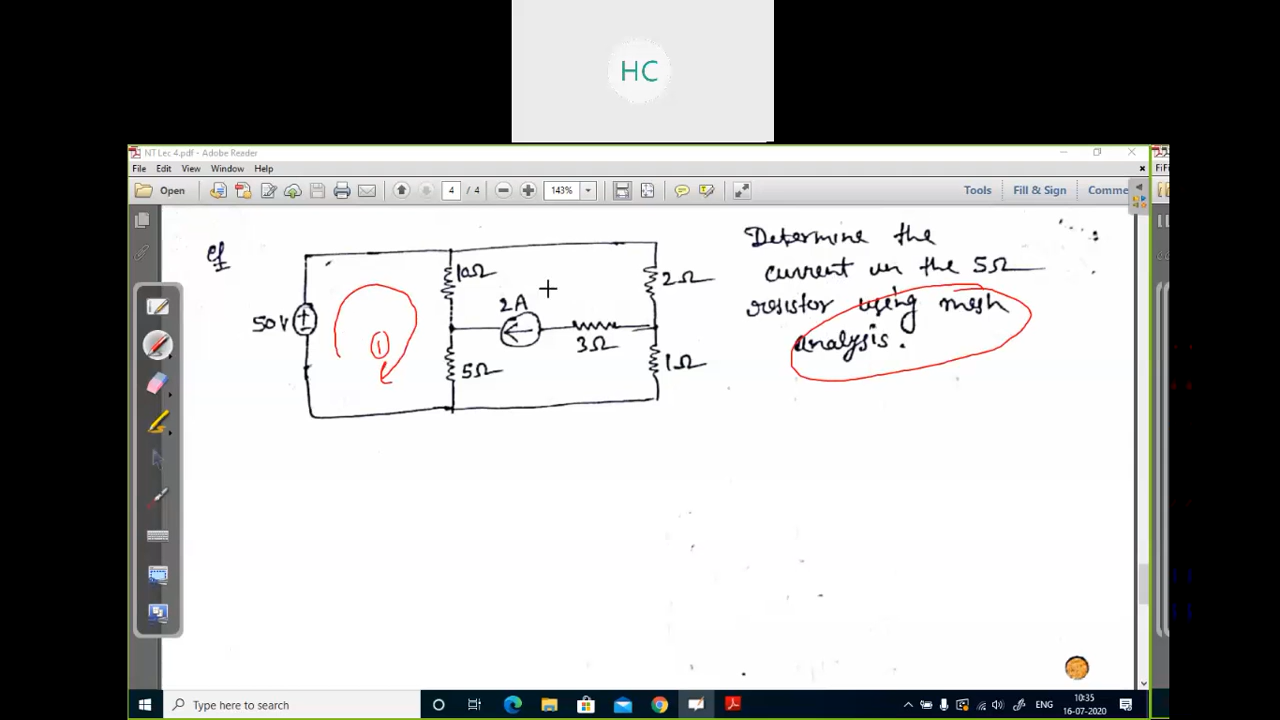 HC
NT Lec 4.pdf - Adobe Reader
File Edit View Window Help
Open 4 / 4 143% Tools Fill & Sign Comme
FiF
eg
10Ω
2Ω
2A
50V
3Ω
5Ω
1Ω
1
Determine the
current in the 5Ω
resistor using mesh
analysis.
Type here to search
ENG
10:35
16-07-2020